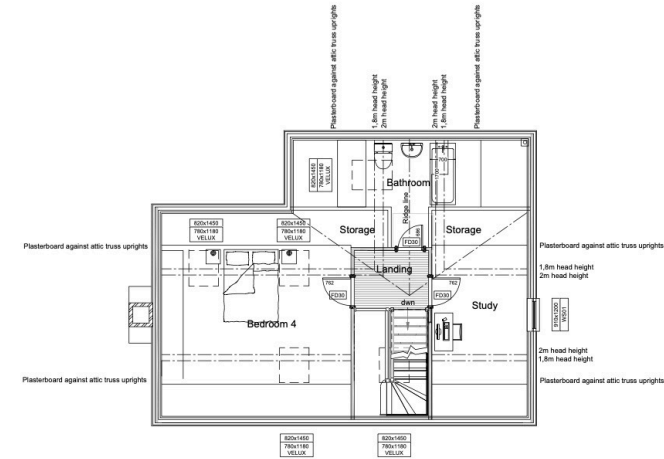 Plasterboard against attic truss uprights
1,8m head height
2m head height
2m head height
1,8m head height
Plasterboard against attic truss uprights
820x1450
780x1180
VELUX
700
1700
Bathroom
Ridge line
Storage
Storage
686
FD30
820x1450
780x1180
VELUX
820x1450
780x1180
VELUX
Plasterboard against attic truss uprights
Plasterboard against attic truss uprights
1,8m head height
2m head height
Landing
762
FD30
762
FD30
dwn
Study
Bedroom 4
910x1200
W501
2m head height
1,8m head height
Plasterboard against attic truss uprights
Plasterboard against attic truss uprights
820x1450
780x1180
VELUX
820x1450
780x1180
VELUX